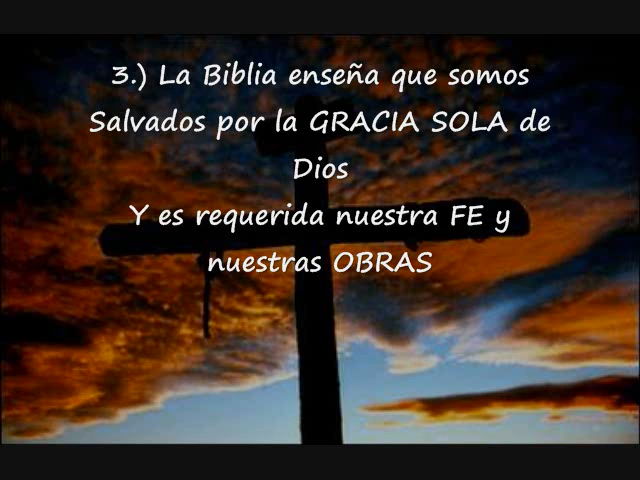 3.) La Biblia enseña que somos
Salvados por la GRACIA SOLA de
Dios
Y es requerida nuestra FE y
nuestras OBRAS